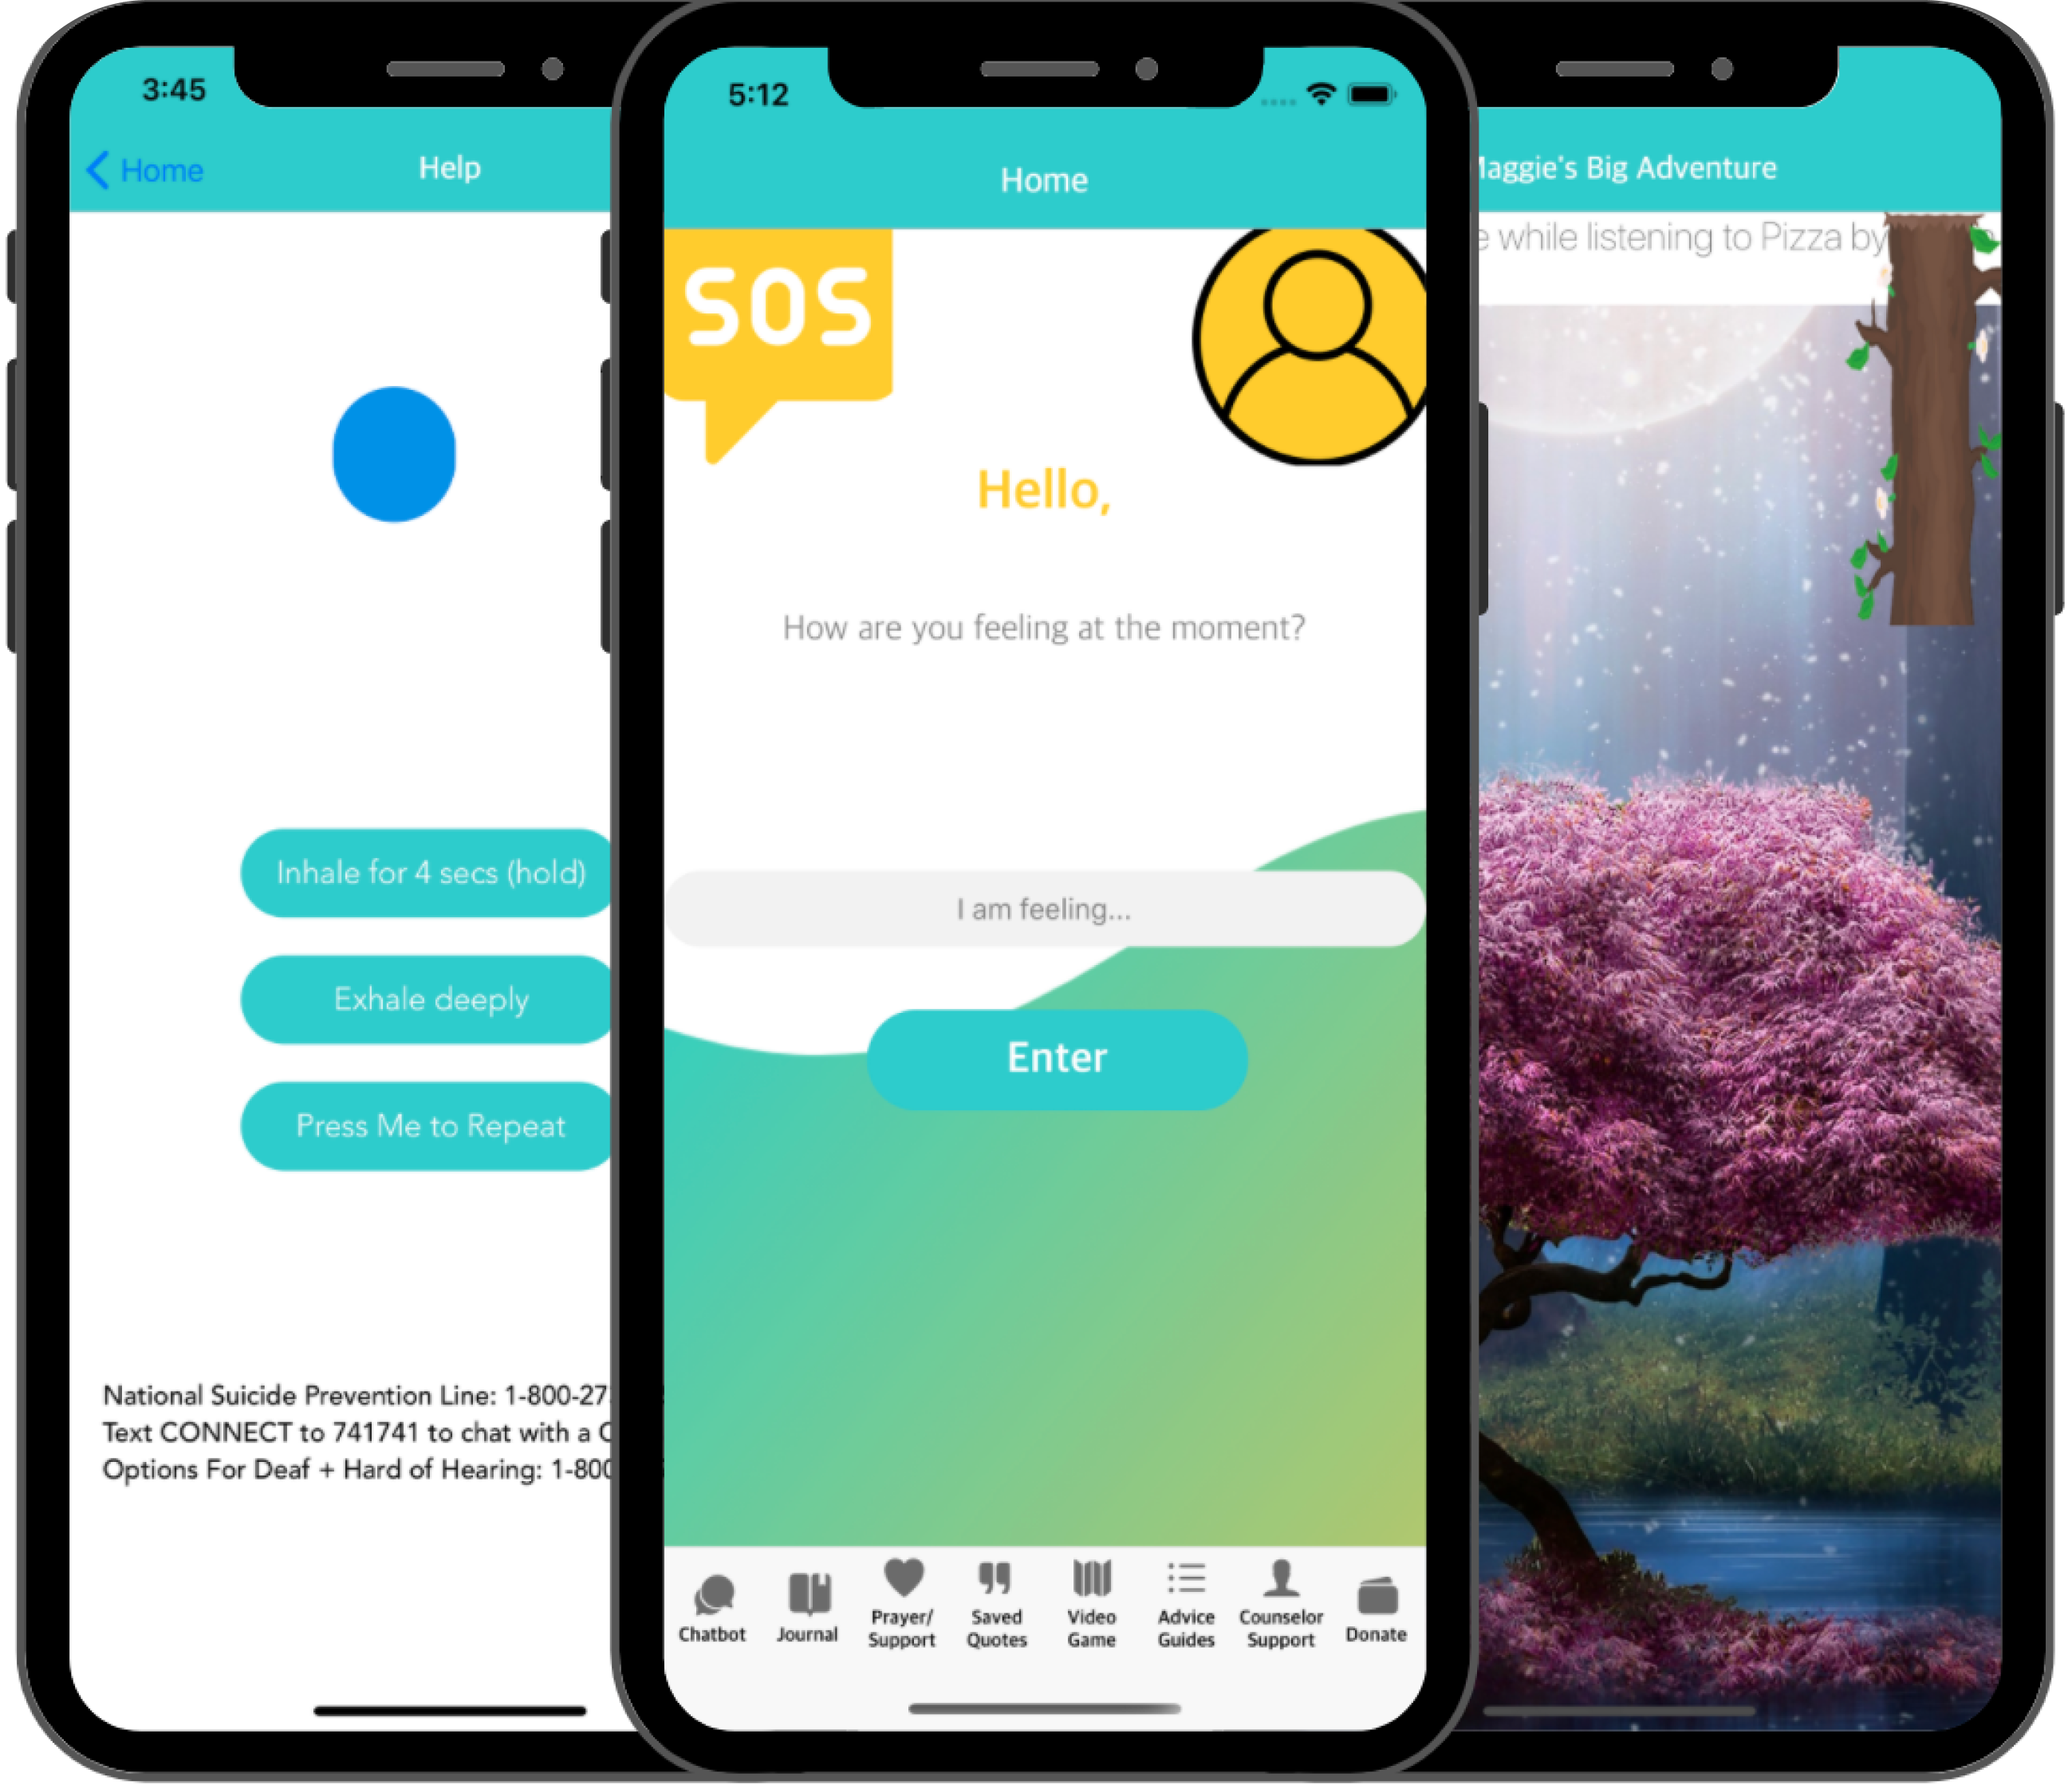 3:45
Home
Help
Inhale for 4 secs (hold)
Exhale deeply
Press Me to Repeat
National Suicide Prevention Line: 1-800-27
Text CONNECT to 741741 to chat with a
Options For Deaf + Hard of Hearing: 1-800
5:12
Home
SOS
Hello,
How are you feeling at the moment?
I am feeling...
Enter
Chatbot
Journal
Prayer/
Support
Saved
Quotes
Video
Game
Advice
Guides
Counselor
Support
Donate
Maggie's Big Adventure
e while listening to Pizza by